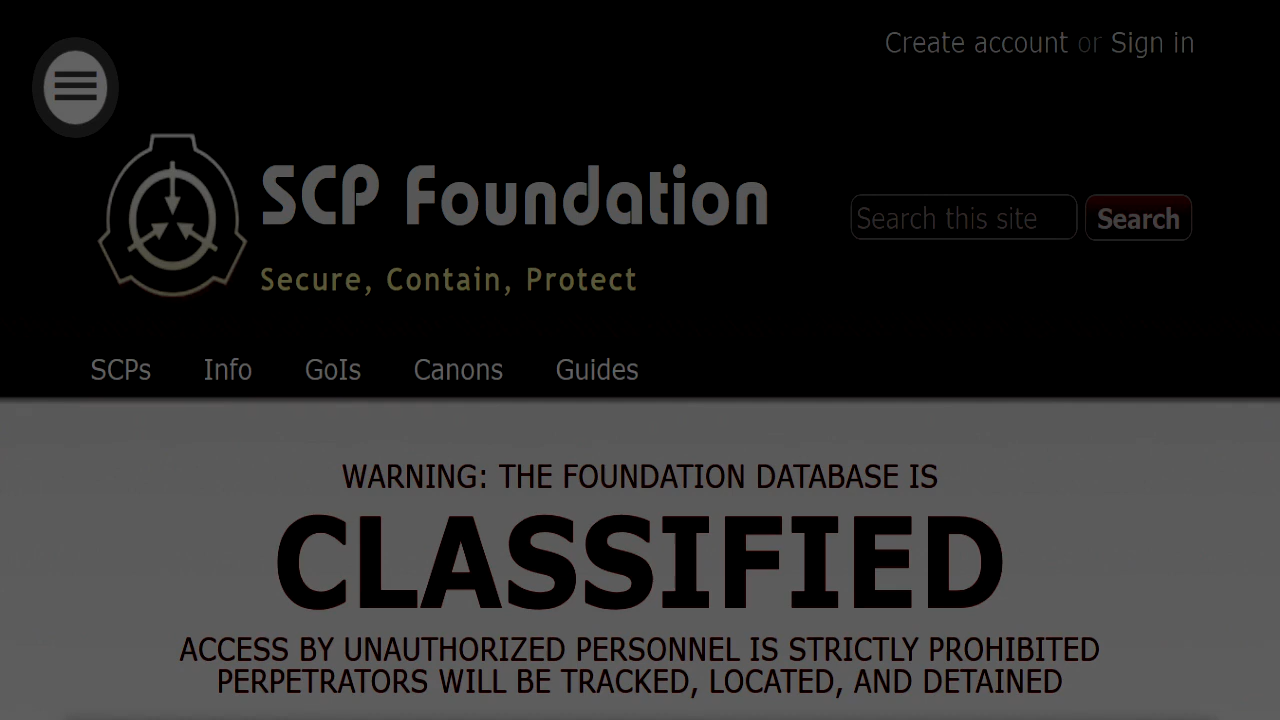 Create account or Sign in
SCP Foundation
Search this site Search
Secure, Contain, Protect
SCPs Info GoIs Canons Guides
WARNING: THE FOUNDATION DATABASE IS
CLASSIFIED
ACCESS BY UNAUTHORIZED PERSONNEL IS STRICTLY PROHIBITED
PERPETRATORS WILL BE TRACKED, LOCATED, AND DETAINED